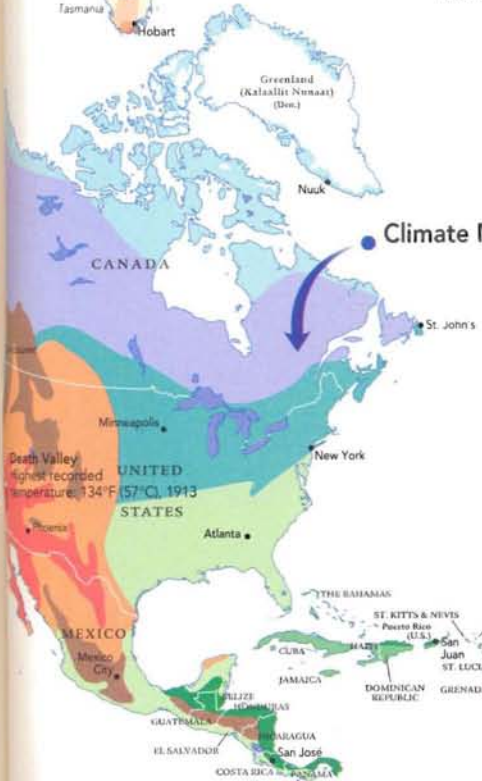 Tasmania
Hobart
Greenland
(Kalaallit Nunaat)
(Den.)
Nuuk
Climate
CANADA
St. John's
Minneapolis
New York
Death Valley
highest recorded
temperature: 134°F (57°C), 1913
UNITED
STATES
Phoenix
Atlanta
MEXICO
Mexico
City
THE BAHAMAS
ST. KITTS & NEVIS
Puerto Rico
(U.S.)
San
Juan
CUBA
HAITI
ST. LUCI
JAMAICA
DOMINICAN
REPUBLIC
GRENAD
BELIZE
HONDURAS
GUATEMALA
NICARAGUA
EL SALVADOR
San José
COSTA RICA
PANAMA